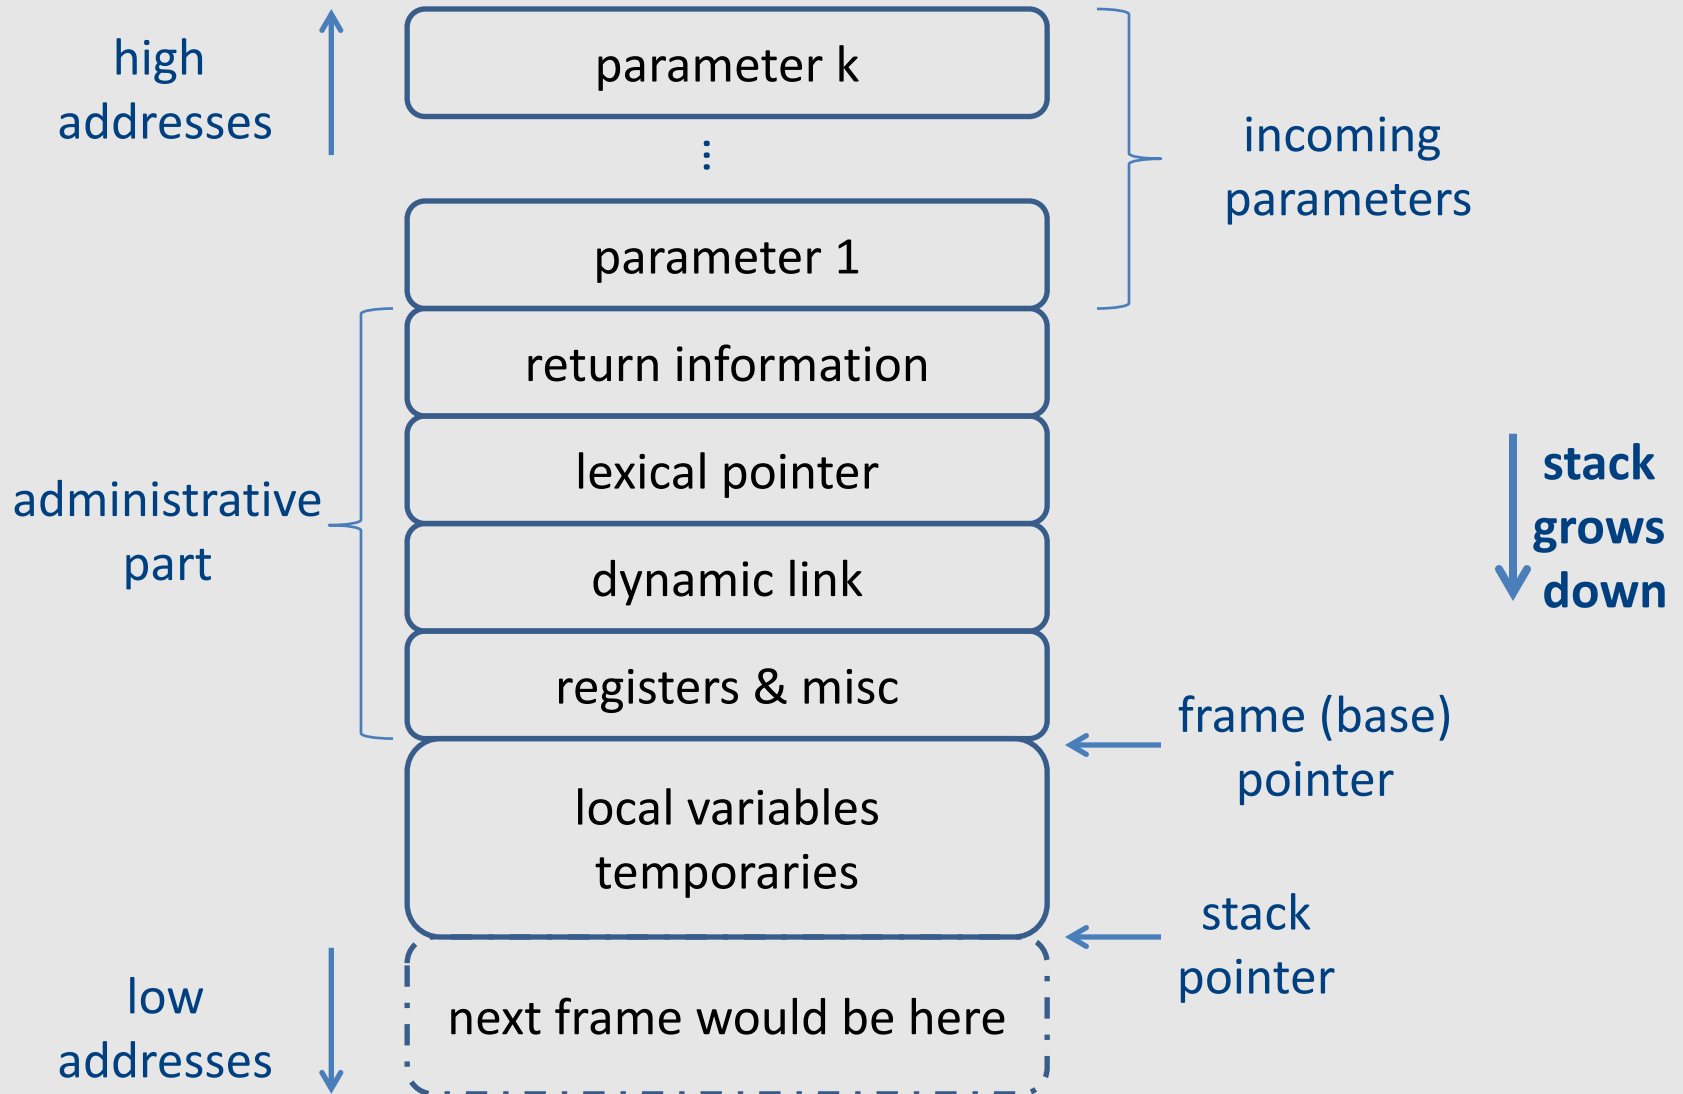 high
addresses
parameter k
⋮
incoming
parameters
parameter 1
return information
lexical pointer
administrative
part
dynamic link
stack
grows
down
registers & misc
frame (base)
pointer
local variables
temporaries
stack
pointer
low
addresses
next frame would be here